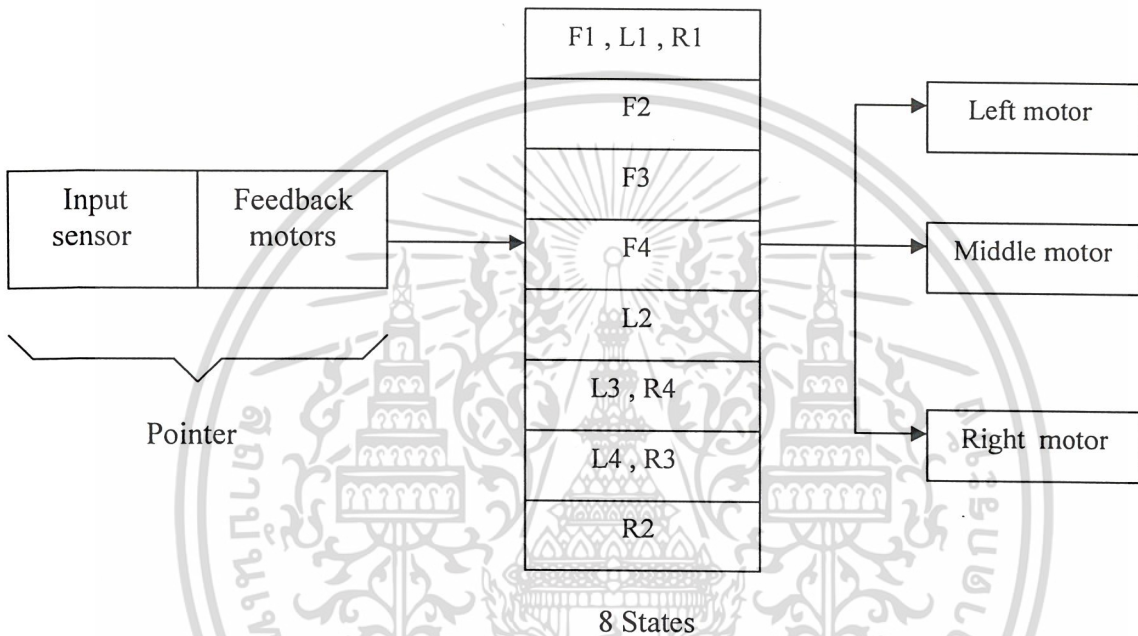 F1 , L1 , R1
F2
F3
F4
L2
L3 , R4
L4 , R3
R2
8 States
Input
sensor
Feedback
motors
Pointer
Left motor
Middle motor
Right motor